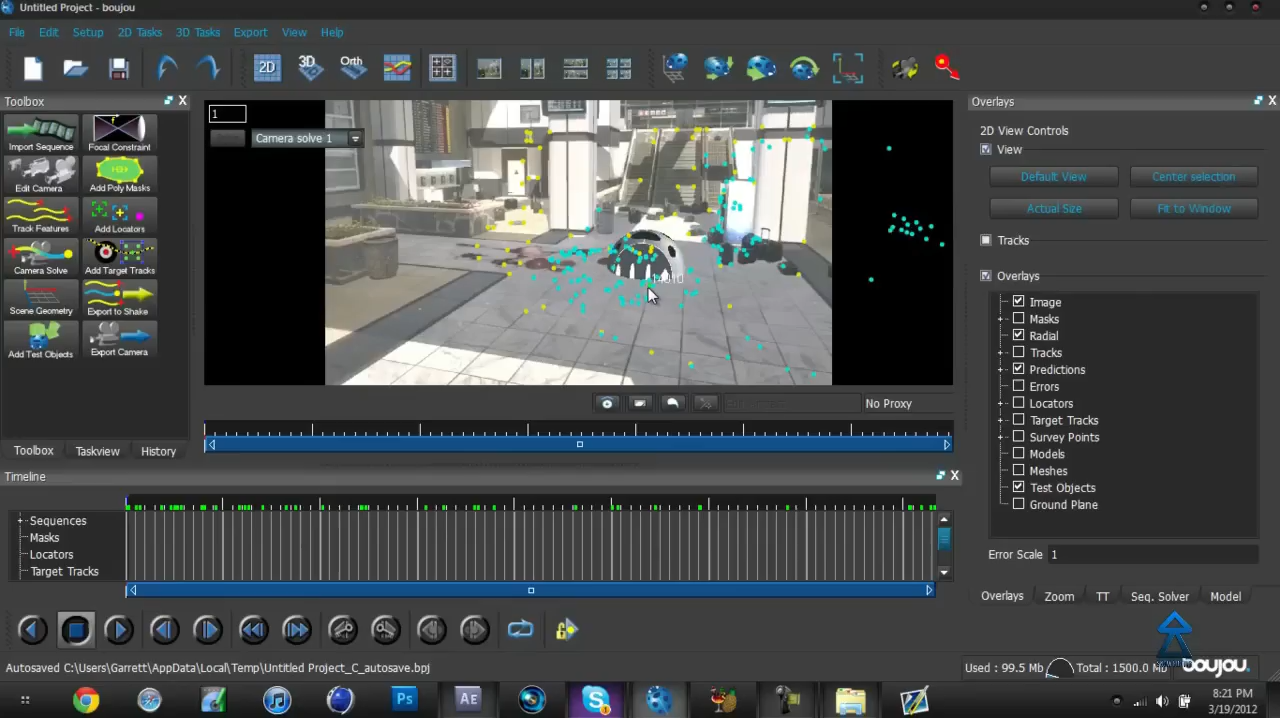 Untitled Project - boujou
File Edit Setup 2D Tasks 3D Tasks Export View Help
2D 3D Orth
Toolbox
Import Sequence Focal Constraint
Edit Camera Add Poly Masks
Track Features Add Locators
Camera Solve Add Target Tracks
Scene Geometry Export to Shake
Add Test Objects Export Camera
Toolbox Taskview History
1
Camera solve 1
No Proxy
Overlays
2D View Controls
View
Default View Center selection
Actual Size Fit to Window
Tracks
Overlays
Image
Masks
Radial
Tracks
Predictions
Errors
Locators
Target Tracks
Survey Points
Models
Meshes
Test Objects
Ground Plane
Error Scale 1
Overlays Zoom TT Seq. Solver Model
Timeline
Sequences
Masks
Locators
Target Tracks
Autosaved C:\Users\Garrett\AppData\Local\Temp\Untitled Project_C_autosave.bpj
Used : 99.5 Mb Total : 1500.0 Mb
boujou.
Ps AE
8:21 PM
3/19/2012